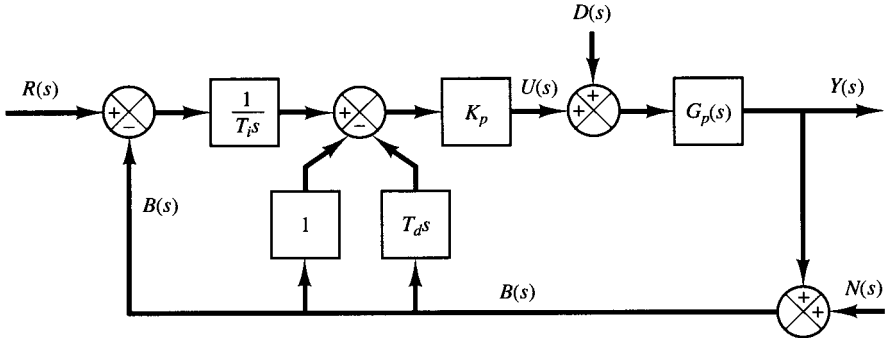 D(s)
R(s)
+
−
1
T_i s
+
−
K_p
U(s)
+
+
G_p(s)
Y(s)
B(s)
1
T_d s
B(s)
+
+
N(s)